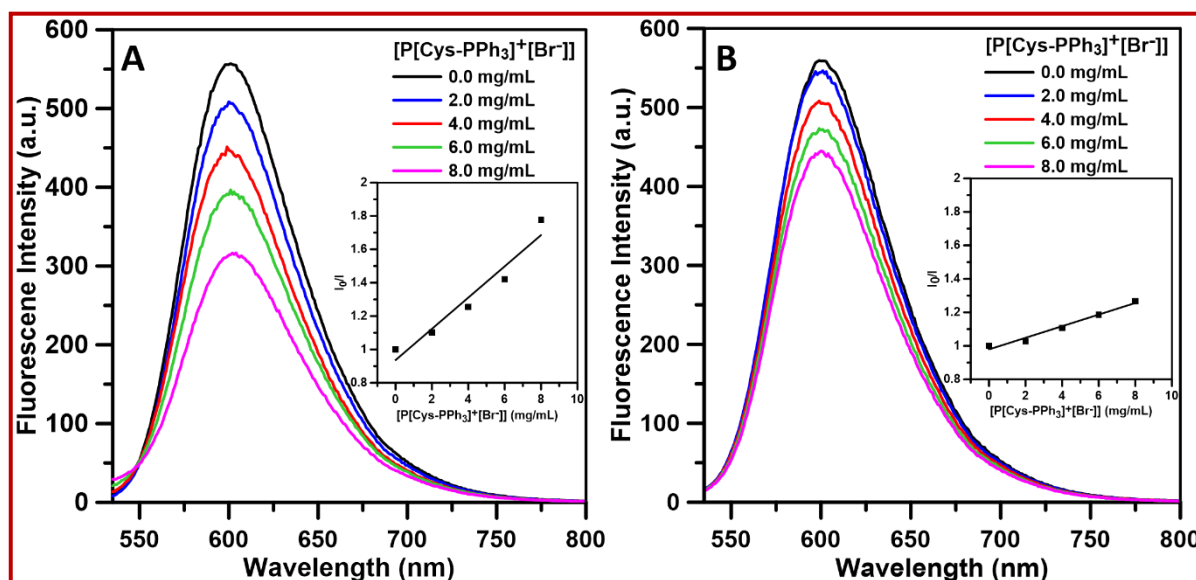 A
[P[Cys-PPh₃]⁺[Br⁻]]
0.0 mg/mL
2.0 mg/mL
4.0 mg/mL
6.0 mg/mL
8.0 mg/mL
Fluorescene Intensity (a.u.)
600
500
400
300
200
100
0
550 600 650 700 750 800
Wavelength (nm)
I₀/I
2
1.8
1.6
1.4
1.2
1
0.8
0 2 4 6 8 10
[P[Cys-PPh₃]⁺[Br⁻]] (mg/mL)
B
[P[Cys-PPh₃]⁺[Br⁻]]
0.0 mg/mL
2.0 mg/mL
4.0 mg/mL
6.0 mg/mL
8.0 mg/mL
Fluorescence Intensity (a.u.)
600
500
400
300
200
100
0
550 600 650 700 750 800
Wavelength (nm)
I₀/I
2
1.8
1.6
1.4
1.2
1
0.8
0 2 4 6 8 10
[P[Cys-PPh₃]⁺[Br⁻]] (mg/mL)